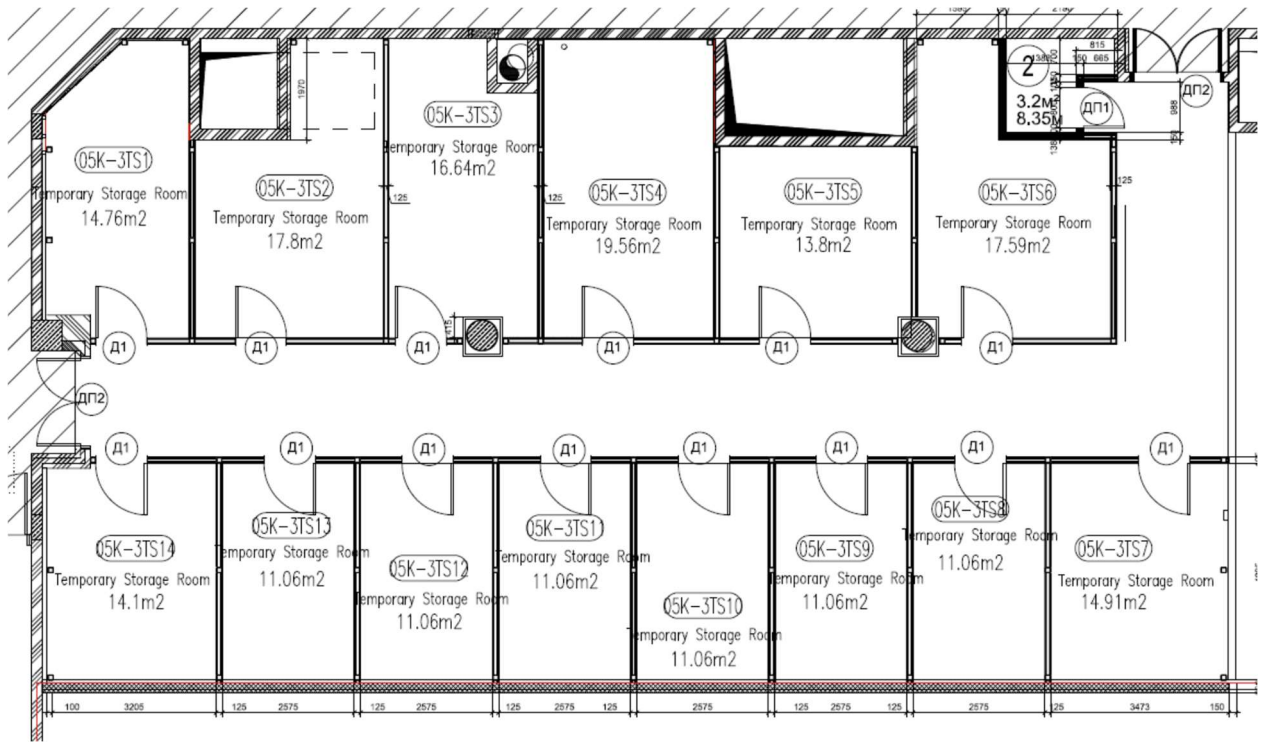 2190
815
665
150
700
2
3.2м
8,35м
ДП1
988
150
ДП2
1970
05K-3TS1
Temporary Storage Room
14.76m2
05K-3TS2
Temporary Storage Room
17.8m2
05K-3TS3
Temporary Storage Room
16.64m2
05K-3TS4
Temporary Storage Room
19.56m2
05K-3TS5
Temporary Storage Room
13.8m2
05K-3TS6
Temporary Storage Room
17.59m2
125
125
125
415
Д1
Д1
Д1
Д1
Д1
Д1
ДП2
Д1
Д1
Д1
Д1
Д1
Д1
Д1
Д1
05K-3TS14
Temporary Storage Room
14.1m2
05K-3TS13
Temporary Storage Room
11.06m2
05K-3TS12
Temporary Storage Room
11.06m2
05K-3TS11
Temporary Storage Room
11.06m2
05K-3TS10
Temporary Storage Room
11.06m2
05K-3TS9
Temporary Storage Room
11.06m2
05K-3TS8
Temporary Storage Room
11.06m2
05K-3TS7
Temporary Storage Room
14.91m2
100 3205 125 2575 125 2575 125 2575 125 2575 125 2575 125 2575 125 3473 150